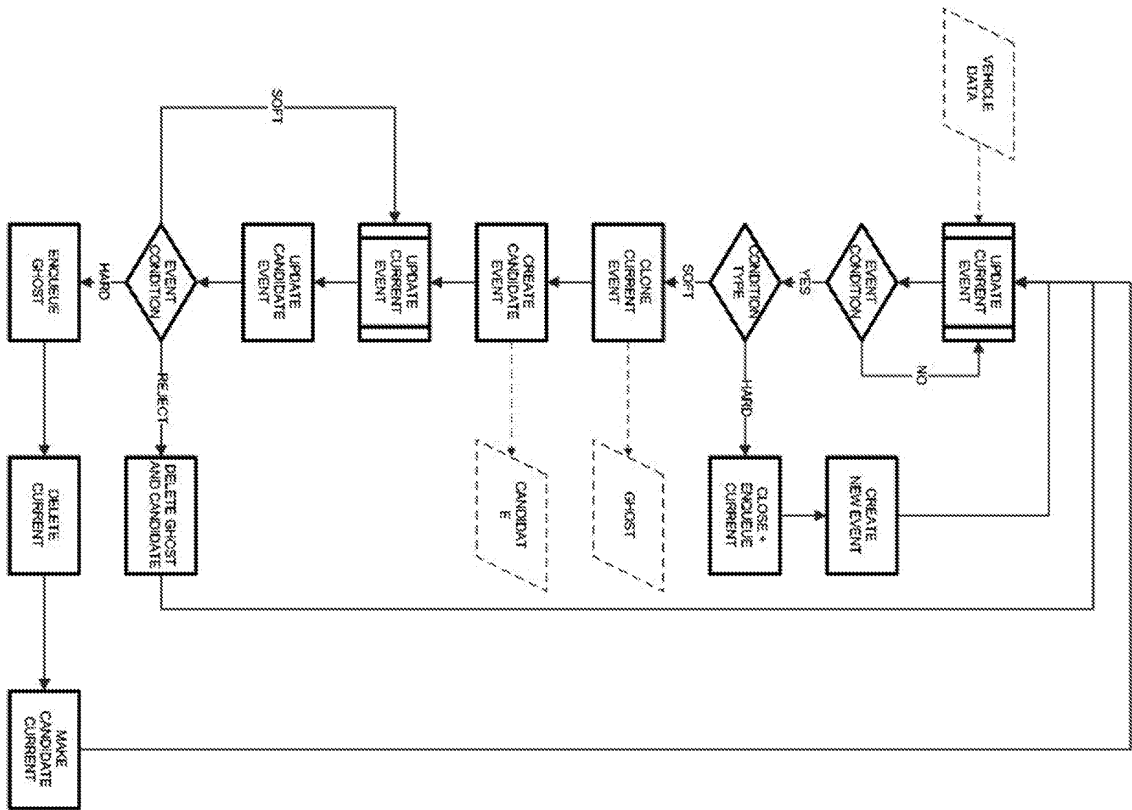 VEHICLE
DATA
UPDATE
CURRENT
EVENT
NO
EVENT
CONDITION
YES
CONDITION
TYPE
HARD
CLOSE +
ENQUEUE
CURRENT
CREATE
NEW EVENT
SOFT
CLONE
CURRENT
EVENT
GHOST
CREATE
CANDIDATE
EVENT
CANDIDAT
E
UPDATE
CURRENT
EVENT
UPDATE
CANDIDATE
EVENT
EVENT
CONDITION
SOFT
REJECT
DELETE GHOST
AND CANDIDATE
HARD
ENQUEUE
GHOST
DELETE
CURRENT
MAKE
CANDIDATE
CURRENT